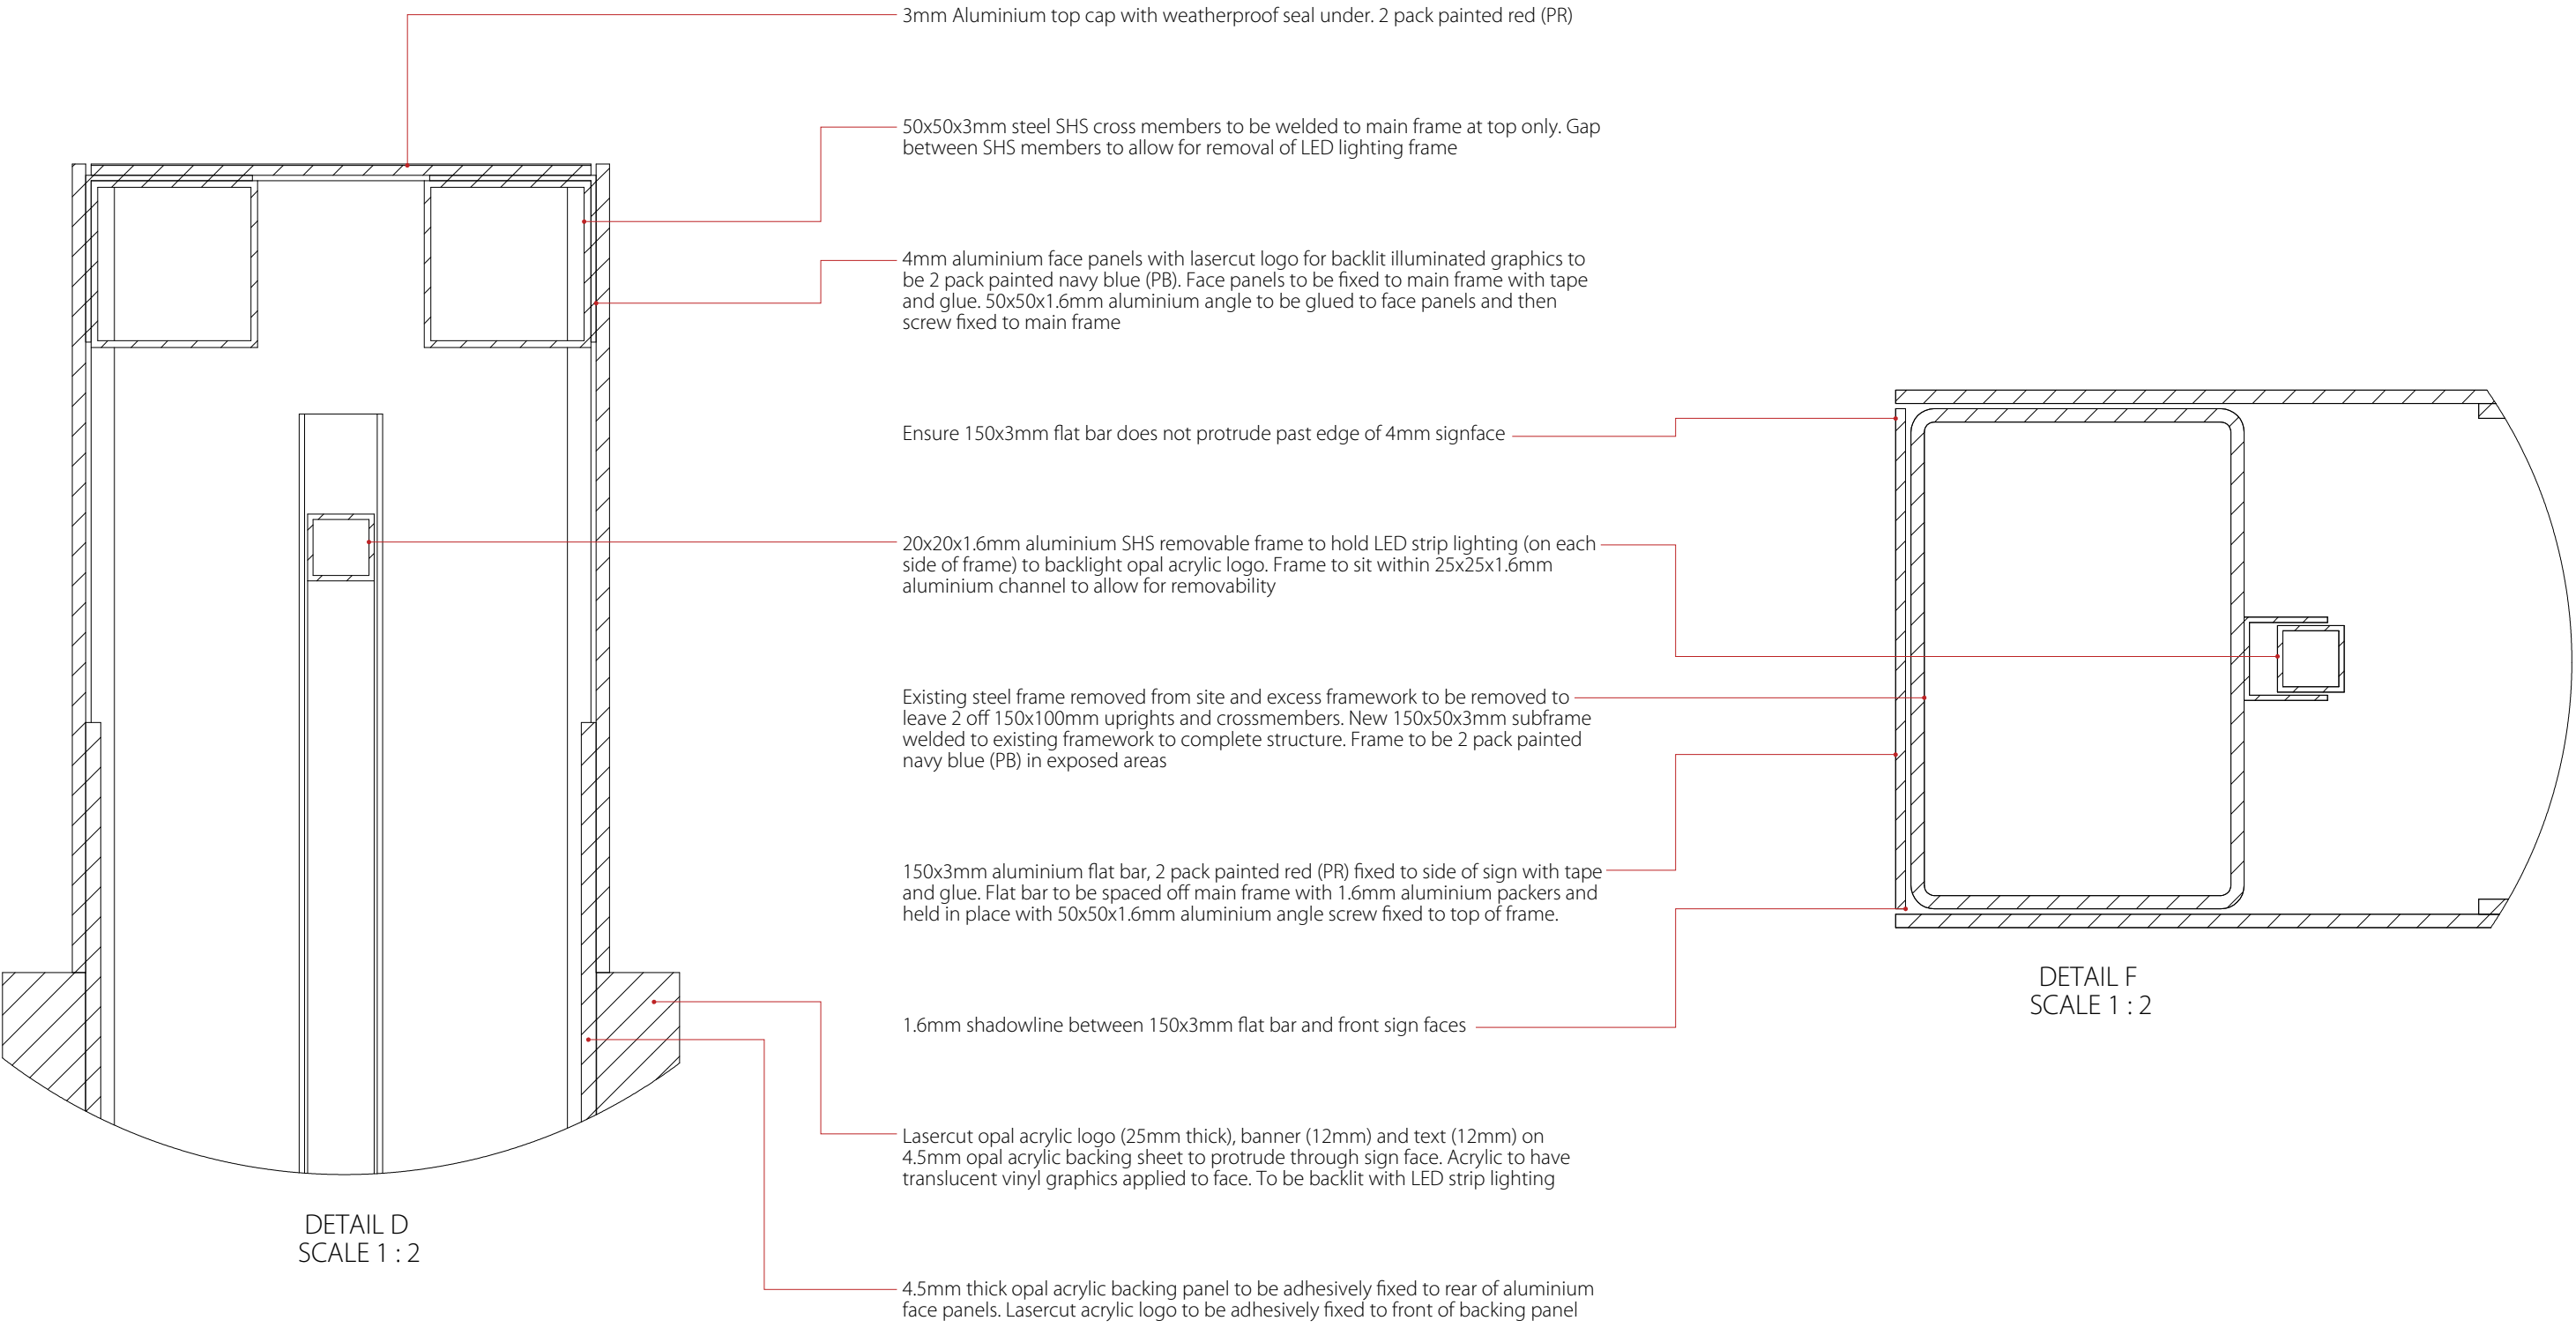 3mm Aluminium top cap with weatherproof seal under. 2 pack painted red (PR)
50x50x3mm steel SHS cross members to be welded to main frame at top only. Gap
between SHS members to allow for removal of LED lighting frame
4mm aluminium face panels with lasercut logo for backlit illuminated graphics to
be 2 pack painted navy blue (PB). Face panels to be fixed to main frame with tape
and glue. 50x50x1.6mm aluminium angle to be glued to face panels and then
screw fixed to main frame
Ensure 150x3mm flat bar does not protrude past edge of 4mm signface
20x20x1.6mm aluminium SHS removable frame to hold LED strip lighting (on each
side of frame) to backlight opal acrylic logo. Frame to sit within 25x25x1.6mm
aluminium channel to allow for removability
Existing steel frame removed from site and excess framework to be removed to
leave 2 off 150x100mm uprights and crossmembers. New 150x50x3mm subframe
welded to existing framework to complete structure. Frame to be 2 pack painted
navy blue (PB) in exposed areas
150x3mm aluminium flat bar, 2 pack painted red (PR) fixed to side of sign with tape
and glue. Flat bar to be spaced off main frame with 1.6mm aluminium packers and
held in place with 50x50x1.6mm aluminium angle screw fixed to top of frame.
1.6mm shadowline between 150x3mm flat bar and front sign faces
Lasercut opal acrylic logo (25mm thick), banner (12mm) and text (12mm) on
4.5mm opal acrylic backing sheet to protrude through sign face. Acrylic to have
translucent vinyl graphics applied to face. To be backlit with LED strip lighting
4.5mm thick opal acrylic backing panel to be adhesively fixed to rear of aluminium
face panels. Lasercut acrylic logo to be adhesively fixed to front of backing panel
DETAIL D
SCALE 1 : 2
DETAIL F
SCALE 1 : 2